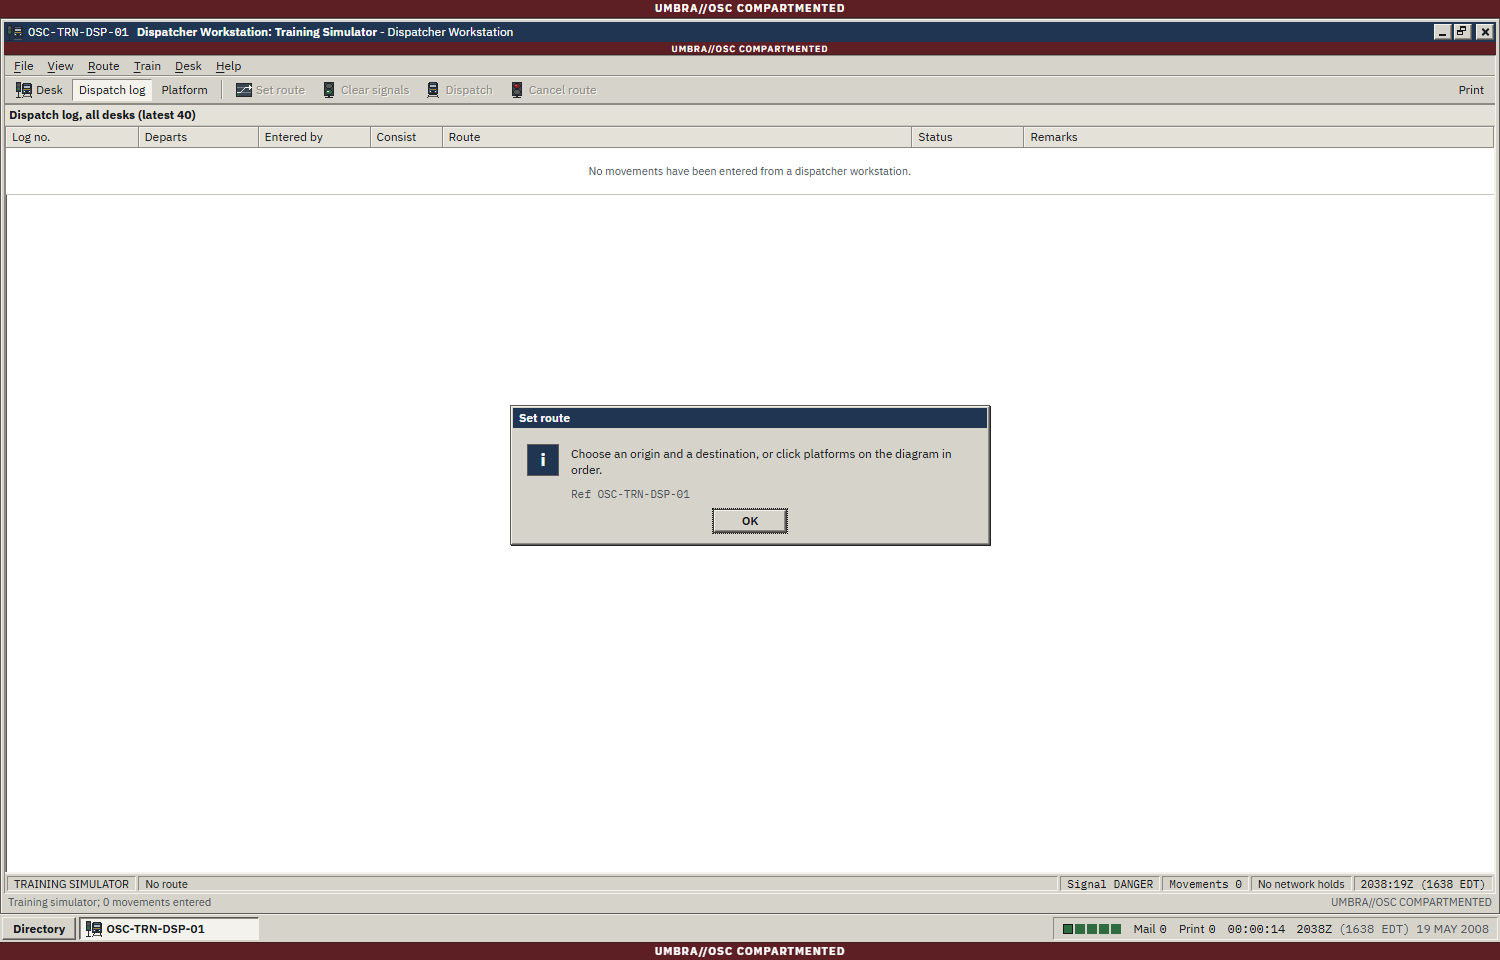 UMBRA//OSC COMPARTMENTED
OSC-TRN-DSP-01 Dispatcher Workstation: Training Simulator - Dispatcher Workstation
UMBRA//OSC COMPARTMENTED
File View Route Train Desk Help
Desk Dispatch log Platform Set route Clear signals Dispatch Cancel route Print
Dispatch log, all desks (latest 40)
Log no. Departs Entered by Consist Route Status Remarks
No movements have been entered from a dispatcher workstation.
Set route
i
Choose an origin and a destination, or click platforms on the diagram in
order.
Ref OSC-TRN-DSP-01
OK
TRAINING SIMULATOR No route Signal DANGER Movements 0 No network holds 2038:19Z (1638 EDT)
Training simulator; 0 movements entered UMBRA//OSC COMPARTMENTED
Directory OSC-TRN-DSP-01 Mail 0 Print 0 00:00:14 2038Z (1638 EDT) 19 MAY 2008
UMBRA//OSC COMPARTMENTED